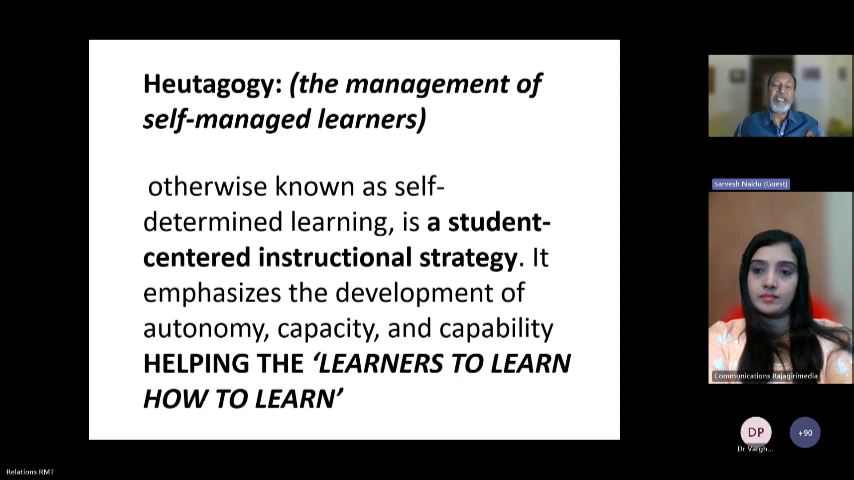 Heutagogy: (the management of
self-managed learners)
otherwise known as self-
determined learning, is a student-
centered instructional strategy. It
emphasizes the development of
autonomy, capacity, and capability
HELPING THE ‘LEARNERS TO LEARN
HOW TO LEARN’
Sarvesh Naidu (Guest)
Communications Rajagirimedia
DP
+90
Dr Vargh...
Relations RMT